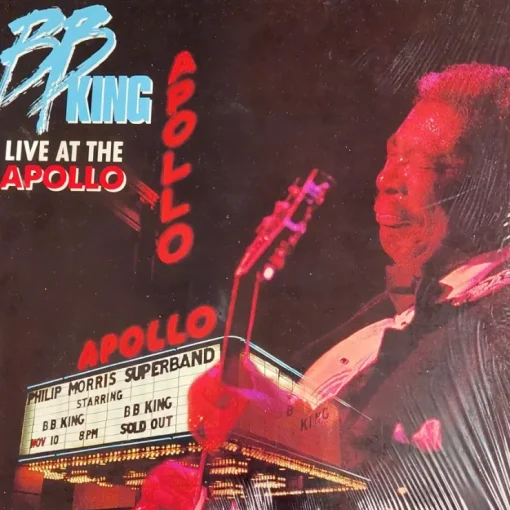 BB
KING
LIVE AT THE
APOLLO
APOLLO
APOLLO
PHILIP MORRIS SUPERBAND
STARRING
BB KING BB KING
NOV 10 8PM SOLD OUT
B B
KING